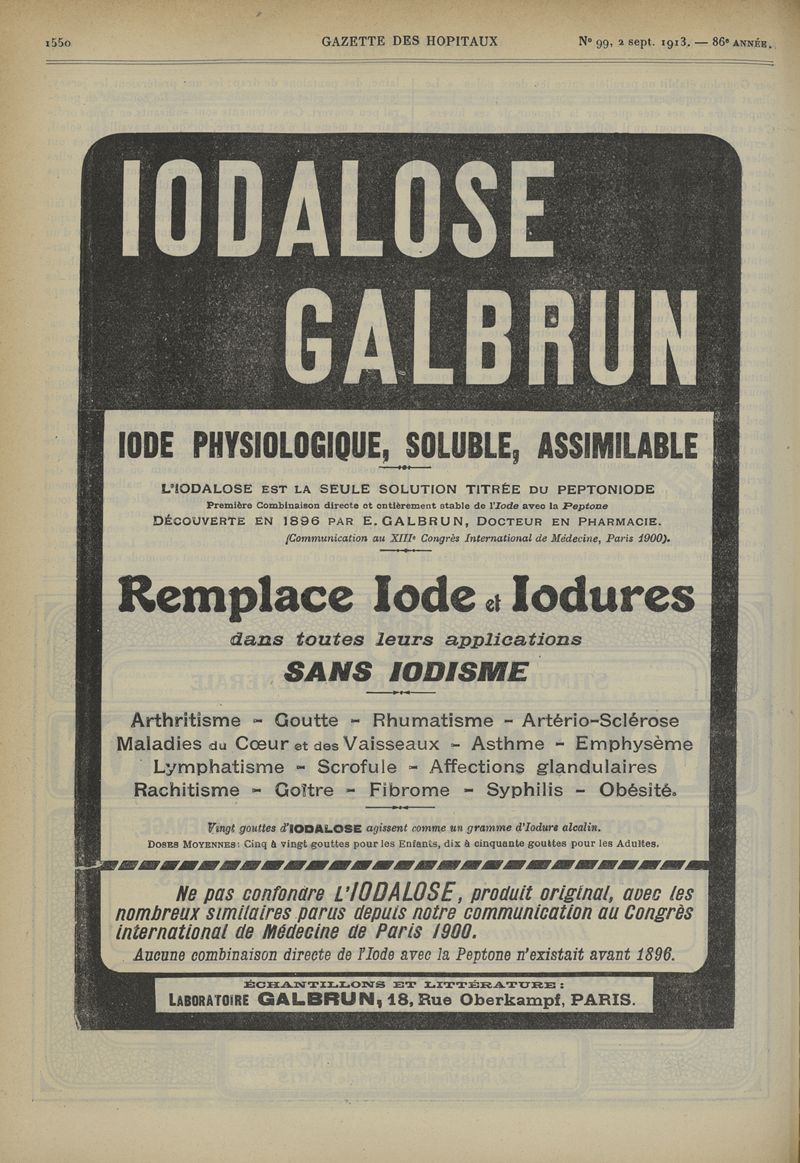 1550 GAZETTE DES HOPITAUX Nº 99, 2 sept. 1913. — 86e ANNÉE.
IODALOSE
GALBRUN
IODE PHYSIOLOGIQUE, SOLUBLE, ASSIMILABLE
L'IODALOSE EST LA SEULE SOLUTION TITRÉE DU PEPTONIODE
Première Combinaison directe et entièrement stable de l'Iode avec la Peptone
DÉCOUVERTE EN 1896 PAR E. GALBRUN, DOCTEUR EN PHARMACIE.
(Communication au XIIIe Congrès International de Médecine, Paris 1900).
Remplace Iode et Iodures
dans toutes leurs applications
SANS IODISME
Arthritisme - Goutte - Rhumatisme - Artério-Sclérose
Maladies du Cœur et des Vaisseaux - Asthme - Emphysème
Lymphatisme - Scrofule - Affections glandulaires
Rachitisme - Goître - Fibrome - Syphilis - Obésité.
Vingt gouttes d'IODALOSE agissent comme un gramme d'Iodure alcalin.
DOSES MOYENNES : Cinq à vingt gouttes pour les Enfants, dix à cinquante gouttes pour les Adultes.
Ne pas confondre L'IODALOSE, produit original, avec les
nombreux similaires parus depuis notre communication au Congrès
international de Médecine de Paris 1900.
Aucune combinaison directe de l'Iode avec la Peptone n'existait avant 1896.
ÉCHANTILLONS ET LITTÉRATURE :
LABORATOIRE GALBRUN, 18, Rue Oberkampf, PARIS.